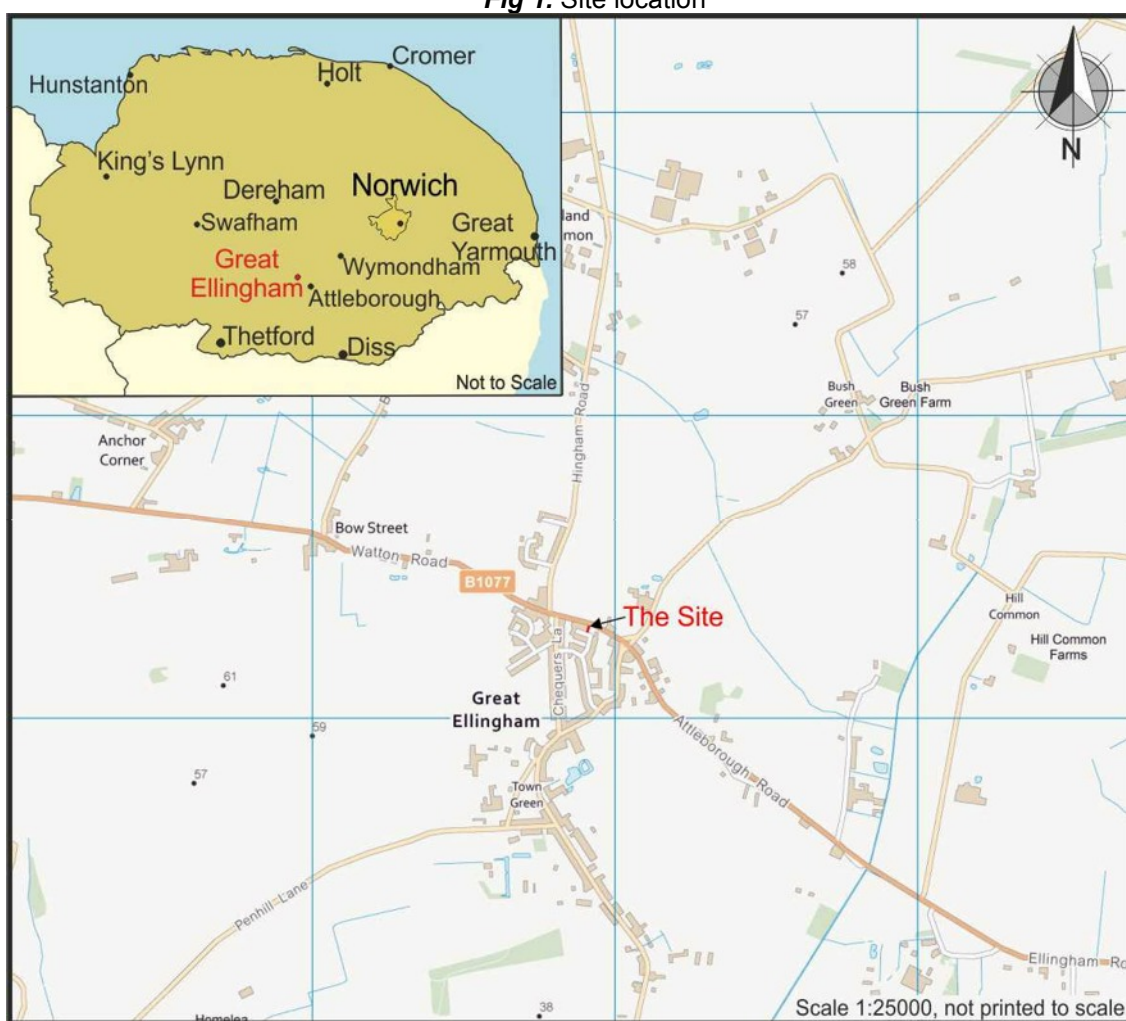 Fig 1. Site location
Cromer
Holt
Hunstanton
King's Lynn
Dereham
Norwich
Swafham
Great
Yarmouth
Great
Ellingham
Wymondham
Attleborough
Thetford
Diss
Not to Scale
N
58
57
Hingham Road
Bush
Green
Bush
Green Farm
Anchor
Corner
Bow Street
Watton Road
B1077
The Site
Hill
Common
Hill Common
Farms
61
Chequers La
Great
Ellingham
59
57
Attleborough Road
Town
Green
Penhill Lane
Ellingham Ro
38
Scale 1:25000, not printed to scale